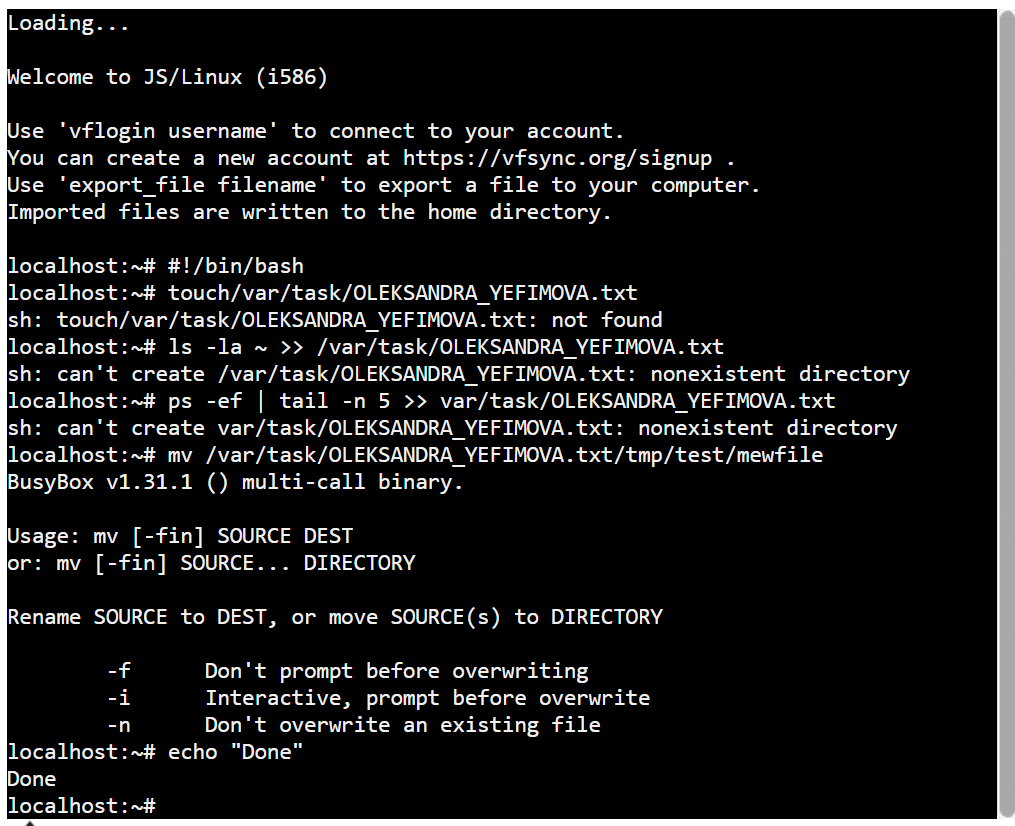 Loading...
Welcome to JS/Linux (i586)
Use 'vflogin username' to connect to your account.
You can create a new account at https://vfsync.org/signup .
Use 'export_file filename' to export a file to your computer.
Imported files are written to the home directory.
localhost:~# #!/bin/bash
localhost:~# touch/var/task/OLEKSANDRA_YEFIMOVA.txt
sh: touch/var/task/OLEKSANDRA_YEFIMOVA.txt: not found
localhost:~# ls -la ~ >> /var/task/OLEKSANDRA_YEFIMOVA.txt
sh: can't create /var/task/OLEKSANDRA_YEFIMOVA.txt: nonexistent directory
localhost:~# ps -ef | tail -n 5 >> var/task/OLEKSANDRA_YEFIMOVA.txt
sh: can't create var/task/OLEKSANDRA_YEFIMOVA.txt: nonexistent directory
localhost:~# mv /var/task/OLEKSANDRA_YEFIMOVA.txt/tmp/test/mewfile
BusyBox v1.31.1 () multi-call binary.
Usage: mv [-fin] SOURCE DEST
or: mv [-fin] SOURCE... DIRECTORY
Rename SOURCE to DEST, or move SOURCE(s) to DIRECTORY
-f Don't prompt before overwriting
-i Interactive, prompt before overwrite
-n Don't overwrite an existing file
localhost:~# echo "Done"
Done
localhost:~#